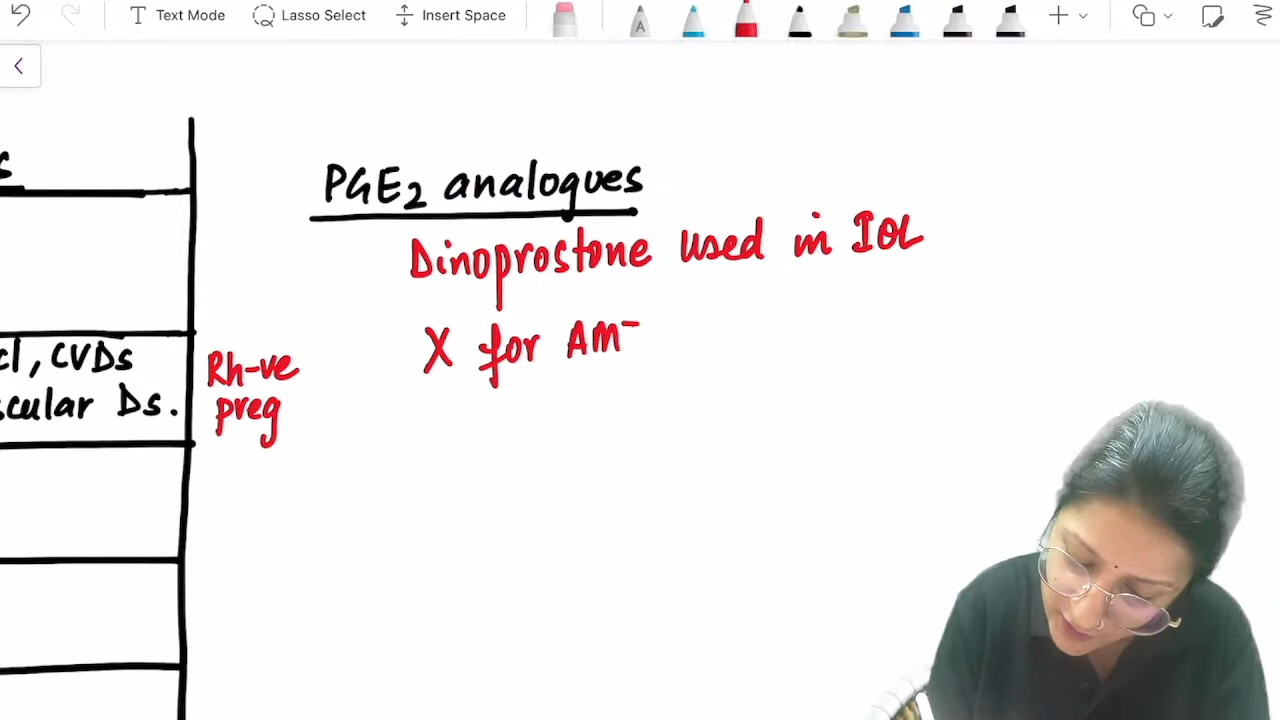 Text Mode
Lasso Select
Insert Space
A
s
PGE2 analogues
Dinoprostone used in IOL
X for AM
cl, CVDs
scular Ds.
Rh-ve
preg